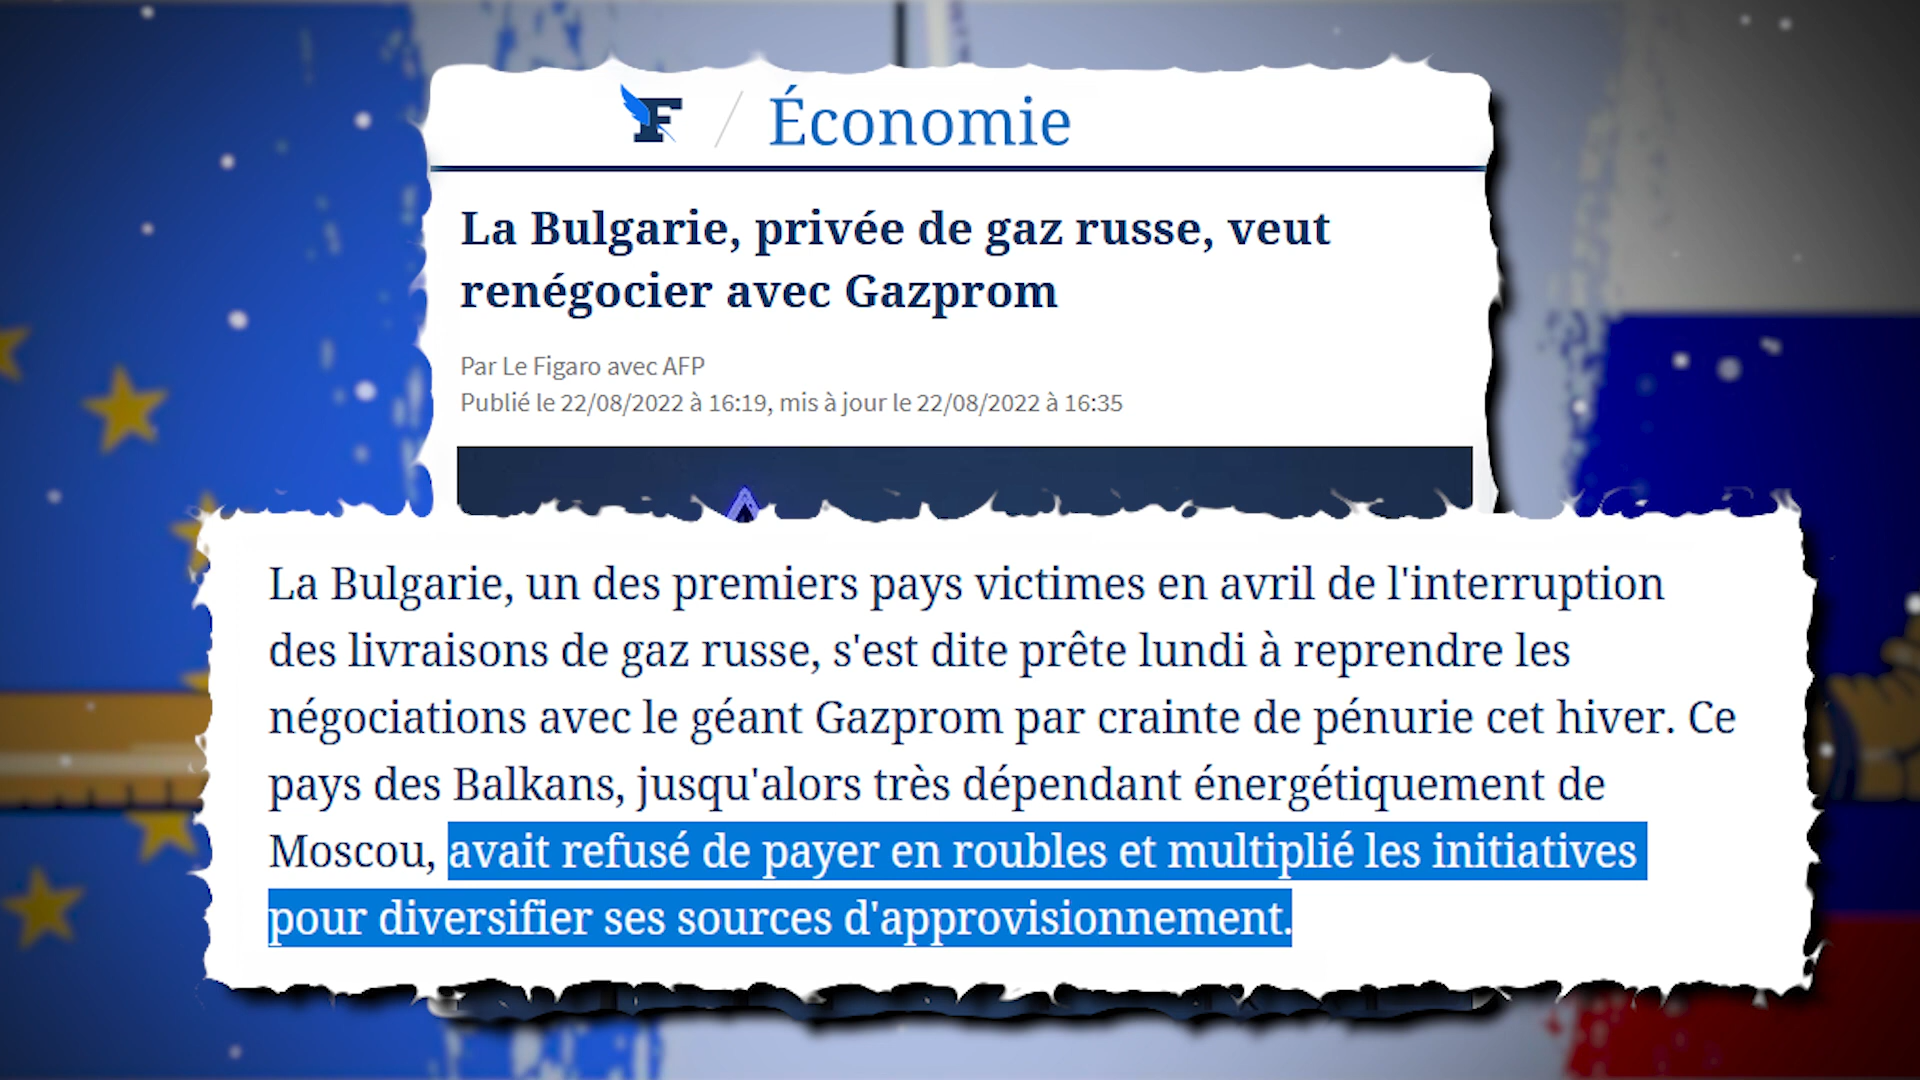 F / Économie
La Bulgarie, privée de gaz russe, veut
renégocier avec Gazprom
Par Le Figaro avec AFP
Publié le 22/08/2022 à 16:19, mis à jour le 22/08/2022 à 16:35
La Bulgarie, un des premiers pays victimes en avril de l'interruption
des livraisons de gaz russe, s'est dite prête lundi à reprendre les
négociations avec le géant Gazprom par crainte de pénurie cet hiver. Ce
pays des Balkans, jusqu'alors très dépendant énergétiquement de
Moscou, avait refusé de payer en roubles et multiplié les initiatives
pour diversifier ses sources d'approvisionnement.